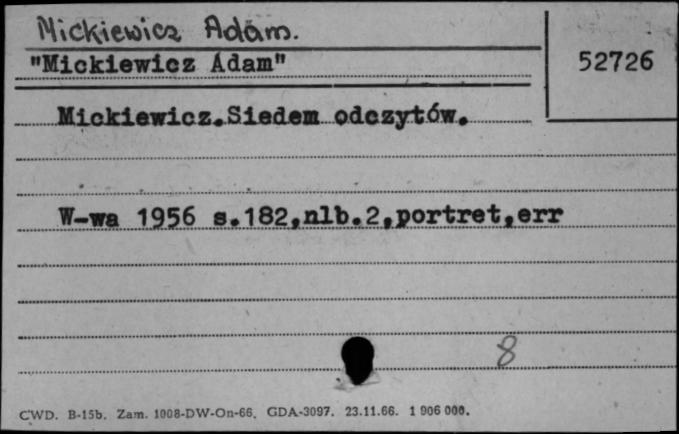 Mickiewicz Adam.
"Mickiewicz Adam"
52726
Mickiewicz.Siedem odczytów.
W-wa 1956 s.182,nlb.2,portret,err
8
CWD. B-15b. Zam. 1008-DW-On-66. GDA-3097. 23.11.66. 1 906 000.